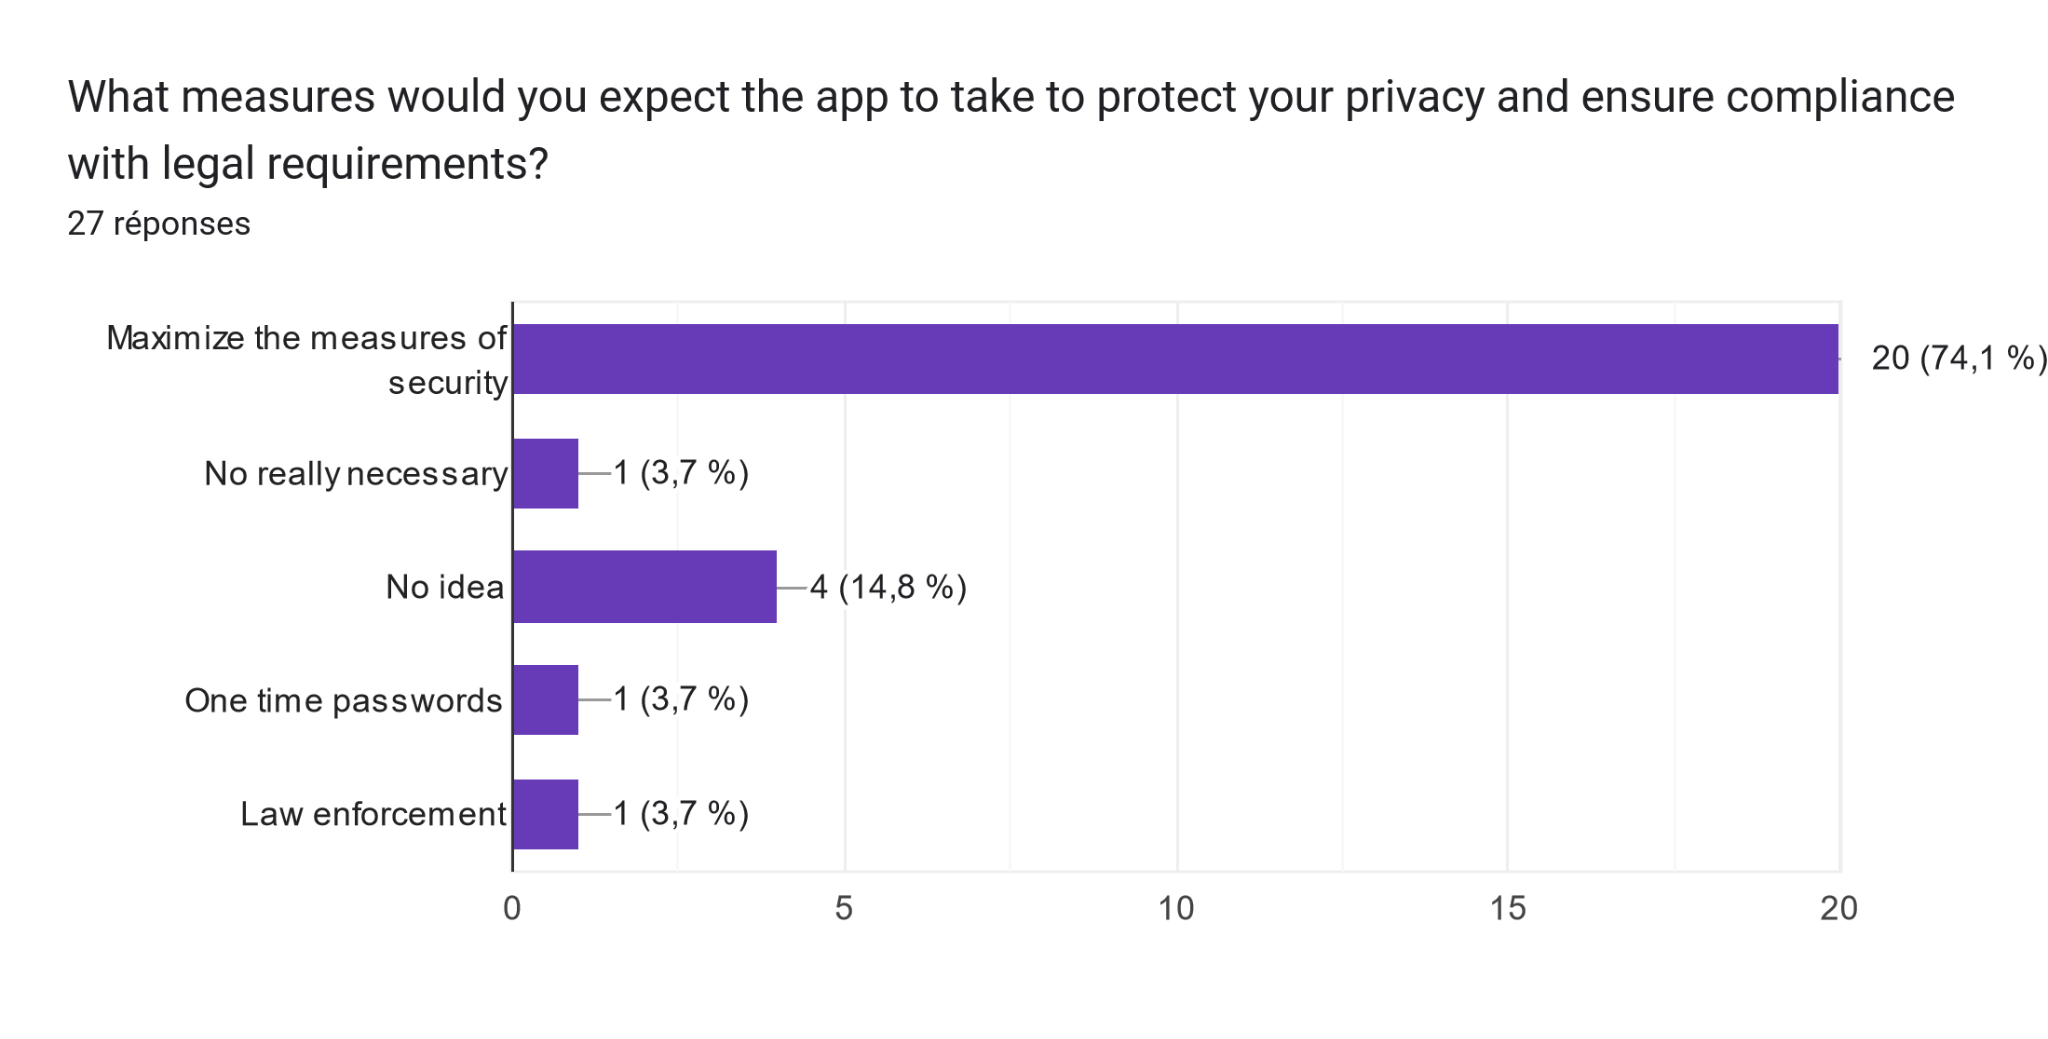 What measures would you expect the app to take to protect your privacy and ensure compliance
with legal requirements?
27 réponses
Maximize the measures of
security
20 (74,1 %)
No really necessary
1 (3,7 %)
No idea
4 (14,8 %)
One time passwords
1 (3,7 %)
Law enforcement
1 (3,7 %)
0 5 10 15 20